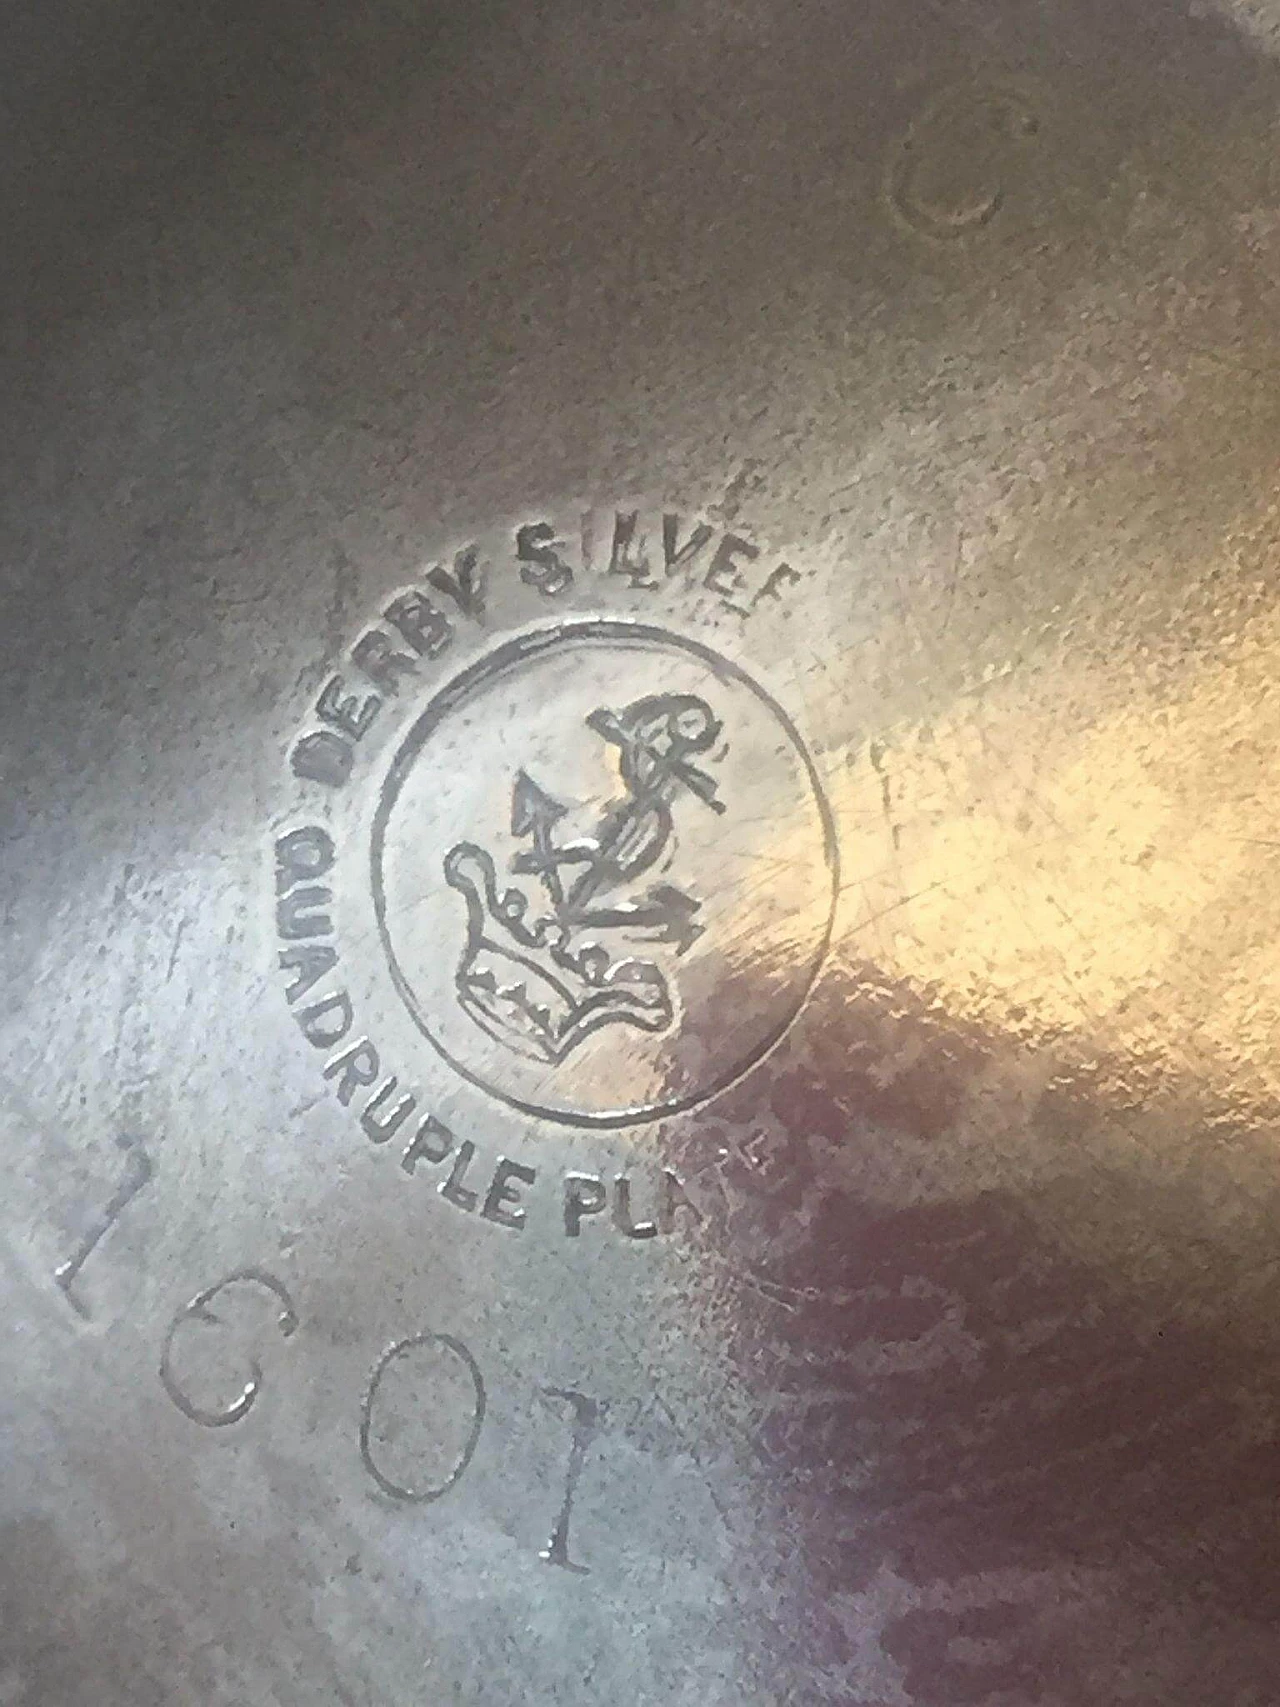 C
DERBY SILVER
QUADRUPLE PLATE
1601